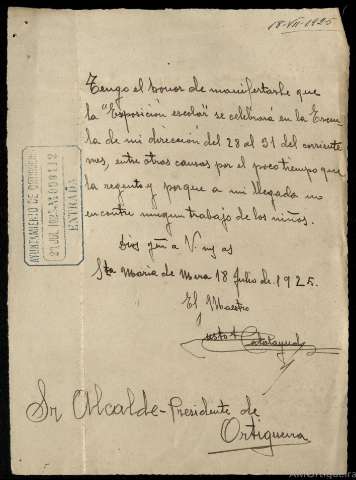 18-VII-1925
Tengo el honor de manifestarle que
la "Exposición escolar" se celebrará en la Escue
la de mi dirección del 28 al 31 del corriente
mes, entre otras causas por el poco tiempo que
la regento y porque a mi llegada no
encontré ningun trabajo de los niños.
Dios gue a V. ms as
Sta Maria de Mera 18 Julio de 1925.
El Maestro
Justo
Sr Alcalde-Presidente de
Ortigueira
AYUNTAMIENTO DE ORTIGUEIRA
21 JUL 1925
ENTRADA